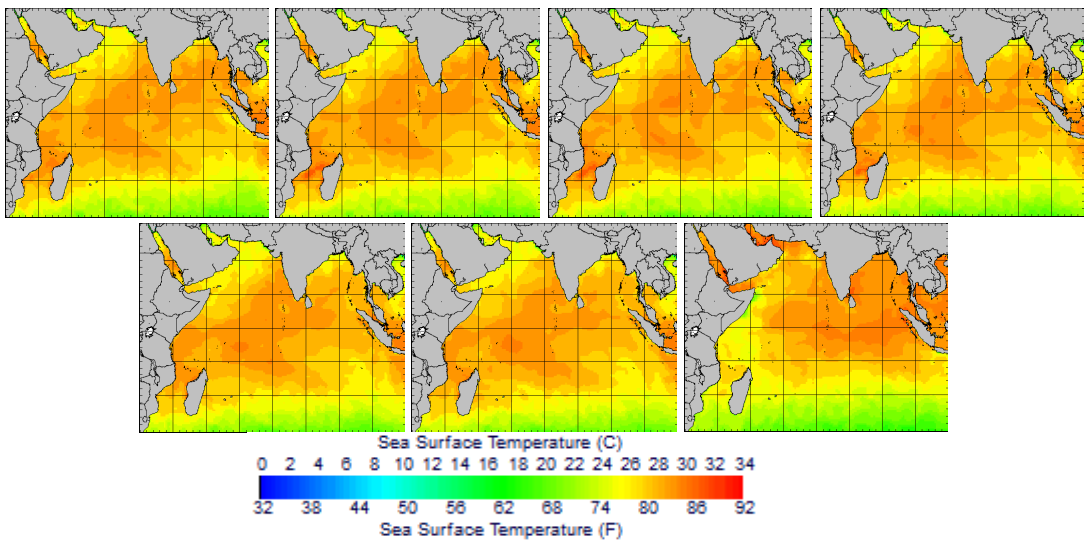 Sea Surface Temperature (C)
0 2 4 6 8 10 12 14 16 18 20 22 24 26 28 30 32 34
32 38 44 50 56 62 68 74 80 86 92
Sea Surface Temperature (F)